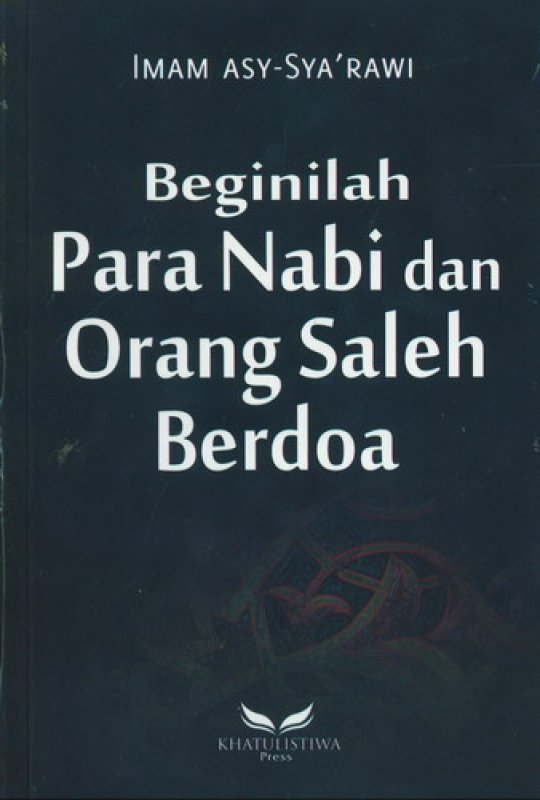 IMAM ASY-SYA'RAWI
Beginilah
Para Nabi dan
Orang Saleh
Berdoa
KHATULISTIWA
Press